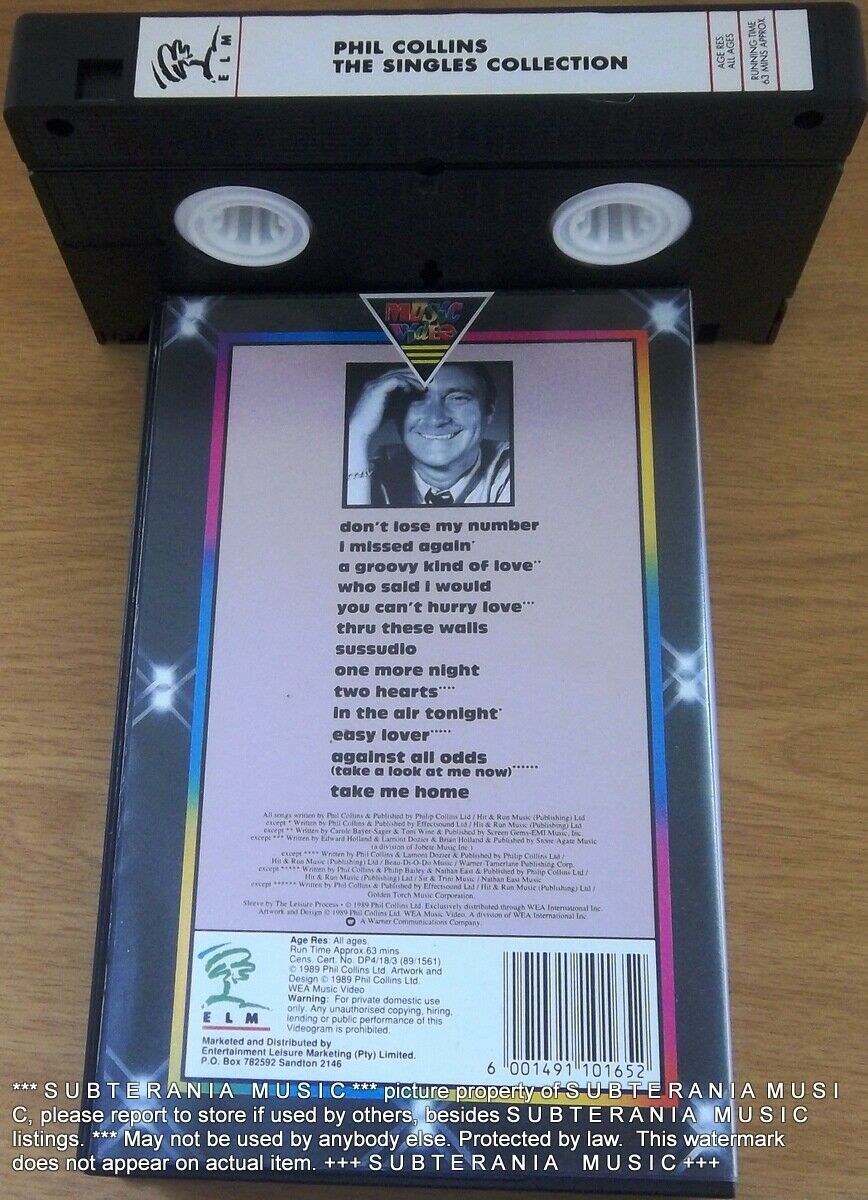 ELM
PHIL COLLINS
THE SINGLES COLLECTION
AGE RES.
ALL AGES
RUNNING TIME
63 MINS APPROX.
MUSIC
VIDEO
don't lose my number
i missed again*
a groovy kind of love**
who said i would
you can't hurry love***
thru these walls
sussudio
one more night
two hearts****
in the air tonight*
easy lover*****
against all odds
(take a look at me now)******
take me home
All songs written by Phil Collins & Published by Philip Collins Ltd / Hit & Run Music (Publishing) Ltd
except * Written by Phil Collins & Published by Effectsound Ltd / Hit & Run Music (Publishing) Ltd
except ** Written by Carole Bayer-Sager & Toni Wine & Published by Screen Gems-EMI Music, Inc.
except *** Written by Edward Holland & Lamont Dozier & Brian Holland & Published by Stone Agate Music
(a division of Jobete Music Inc.)
except **** Written by Phil Collins & Lamont Dozier & Published by Philip Collins Ltd /
Hit & Run Music (Publishing) Ltd / Beau-Di-O-Do Music / Warner-Tamerlane Publishing Corp.
except ***** Written by Phil Collins & Philip Bailey & Nathan East & Published by Philip Collins Ltd /
Hit & Run Music (Publishing) Ltd / Sir & Trini Music / Nathan East Music
except ****** Written by Phil Collins & Published by Effectsound Ltd / Hit & Run Music (Publishing) Ltd /
Golden Torch Music Corporation.
Sleeve by The Leisure Process • © 1989 Phil Collins Ltd. Exclusively distributed through WEA International Inc.
Artwork and Design © 1989 Phil Collins Ltd. WEA Music Video. A division of WEA International Inc.
A Warner Communications Company.
ELM
Age Res: All ages.
Run Time Approx.63 mins
Cens. Cert. No. DP4/18/3 (89/1561)
© 1989 Phil Collins Ltd. Artwork and
Design © 1989 Phil Collins Ltd.
WEA Music Video
Warning: For private domestic use
only. Any unauthorised copying, hiring,
lending or public performance of this
Videogram is prohibited.
Marketed and Distributed by
Entertainment Leisure Marketing (Pty) Limited.
P.O. Box 782592 Sandton 2146
6 001491 101652
*** S U B T E R A N I A   M U S I C *** picture property of S U B T E R A N I A   M U S I
C, please report to store if used by others, besides S U B T E R A N I A   M U S I C
listings. *** May not be used by anybody else. Protected by law. This watermark
does not appear on actual item. +++ S U B T E R A N I A   M U S I C +++